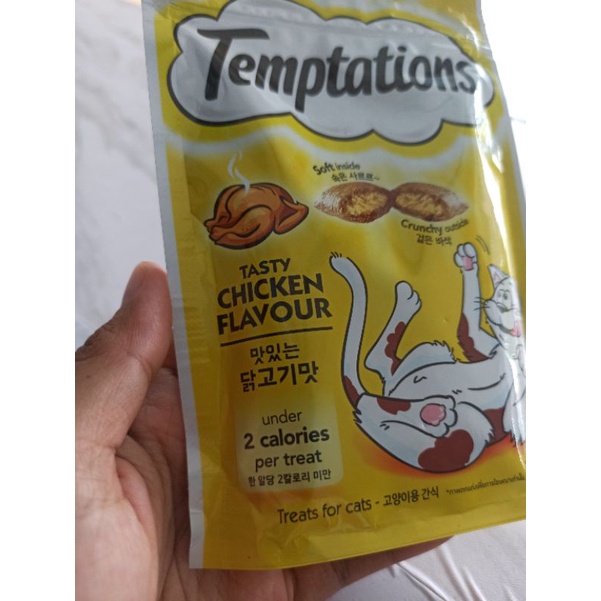 Temptations
Soft inside
속은 사르르~
Crunchy outside
겉은 바삭
TASTY
CHICKEN
FLAVOUR
맛있는
닭고기맛
under
2 calories
per treat
한 알당 2칼로리 미만
Treats for cats - 고양이용 간식